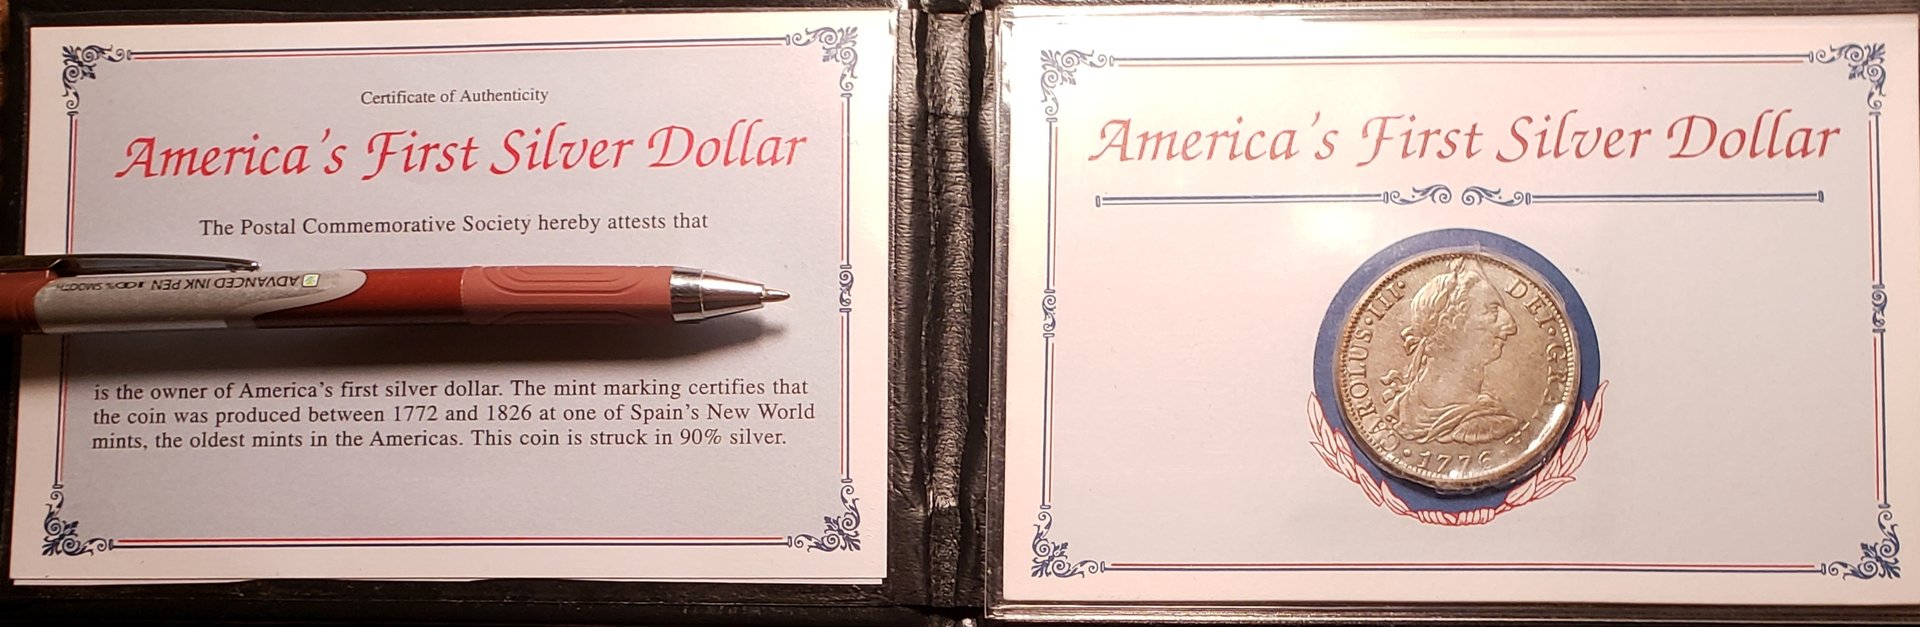 Certificate of Authenticity
America's First Silver Dollar
The Postal Commemorative Society hereby attests that
ADVANCED INK PEN 100% SMOOTH
is the owner of America's first silver dollar. The mint marking certifies that
the coin was produced between 1772 and 1826 at one of Spain's New World
mints, the oldest mints in the Americas. This coin is struck in 90% silver.
America's First Silver Dollar
CAROLUS·III· DEI·GRATIA
·1776·